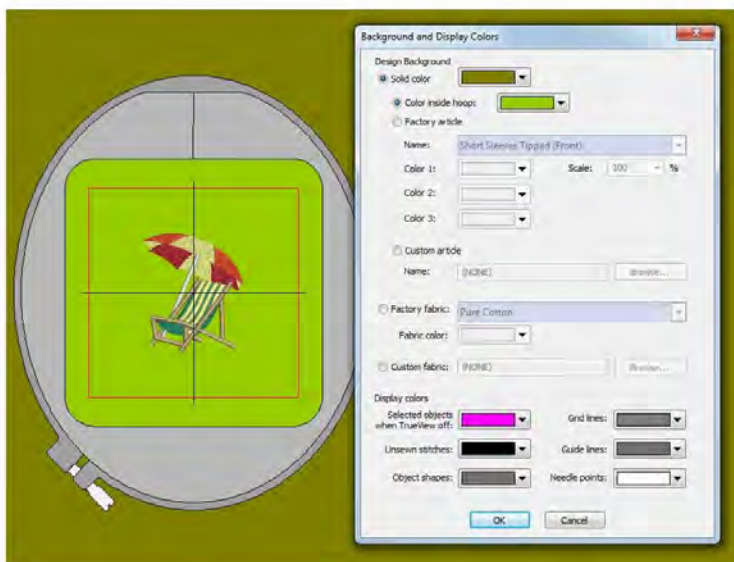 Background and Display Colors
Design Background
Solid color
Color inside hoop:
Factory article
Name: Short Sleeves Tipped (Front)
Color 1: Scale: 100 %
Color 2:
Color 3:
Custom article
Name: (NONE) Browse...
Factory fabric: Pure Cotton
Fabric color:
Custom fabric: (NONE) Browse...
Display colors
Selected objects
when TrueView off: Grid lines:
Unsewn stitches: Guide lines:
Object shapes: Needle points:
OK Cancel